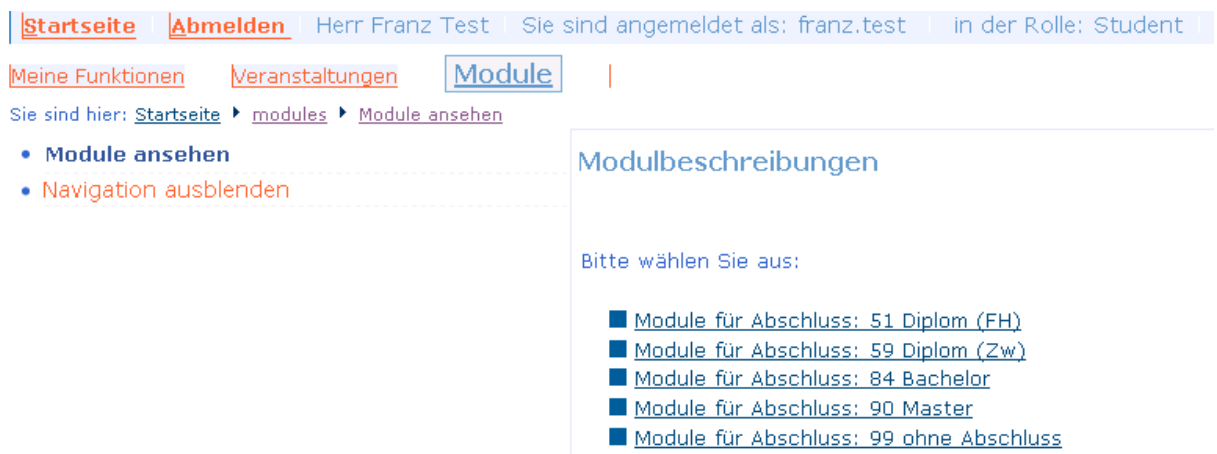 Startseite Abmelden Herr Franz Test Sie sind angemeldet als: franz.test in der Rolle: Student
Meine Funktionen Veranstaltungen Module
Sie sind hier: Startseite modules Module ansehen
Module ansehen
Navigation ausblenden
Modulbeschreibungen
Bitte wählen Sie aus:
Module für Abschluss: 51 Diplom (FH)
Module für Abschluss: 59 Diplom (Zw)
Module für Abschluss: 84 Bachelor
Module für Abschluss: 90 Master
Module für Abschluss: 99 ohne Abschluss